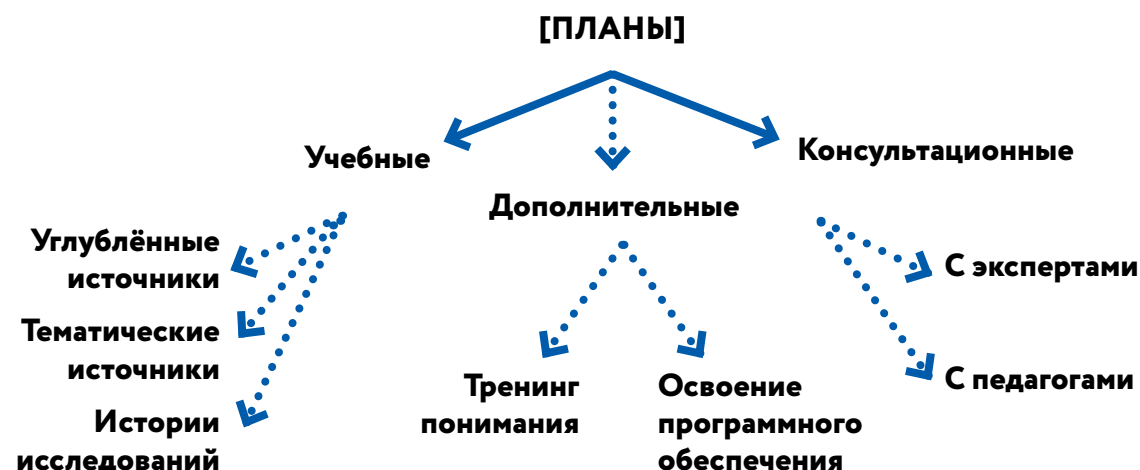 [ПЛАНЫ]
Учебные
Консультационные
Дополнительные
Углублённые
источники
Тематические
источники
Истории
исследований
Тренинг
понимания
Освоение
программного
обеспечения
С экспертами
С педагогами